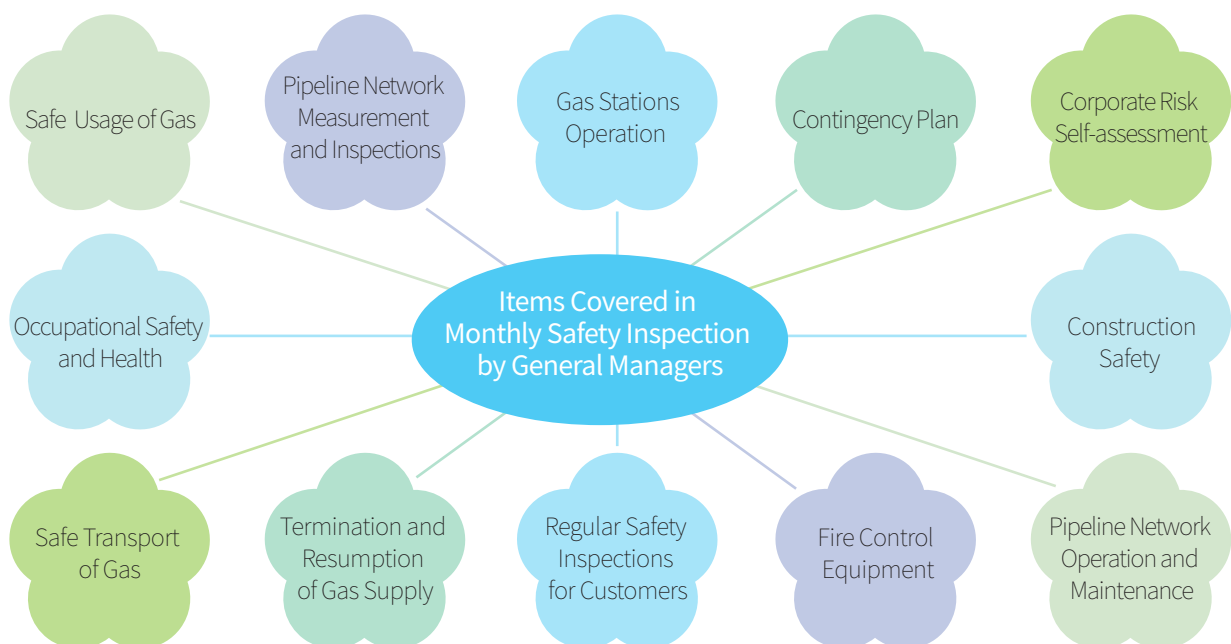 Safe Usage of Gas
Pipeline Network
Measurement
and Inspections
Gas Stations
Operation
Contingency Plan
Corporate Risk
Self-assessment
Occupational Safety
and Health
Items Covered in
Monthly Safety Inspection
by General Managers
Construction
Safety
Safe Transport
of Gas
Termination and
Resumption
of Gas Supply
Regular Safety
Inspections
for Customers
Fire Control
Equipment
Pipeline Network
Operation and
Maintenance